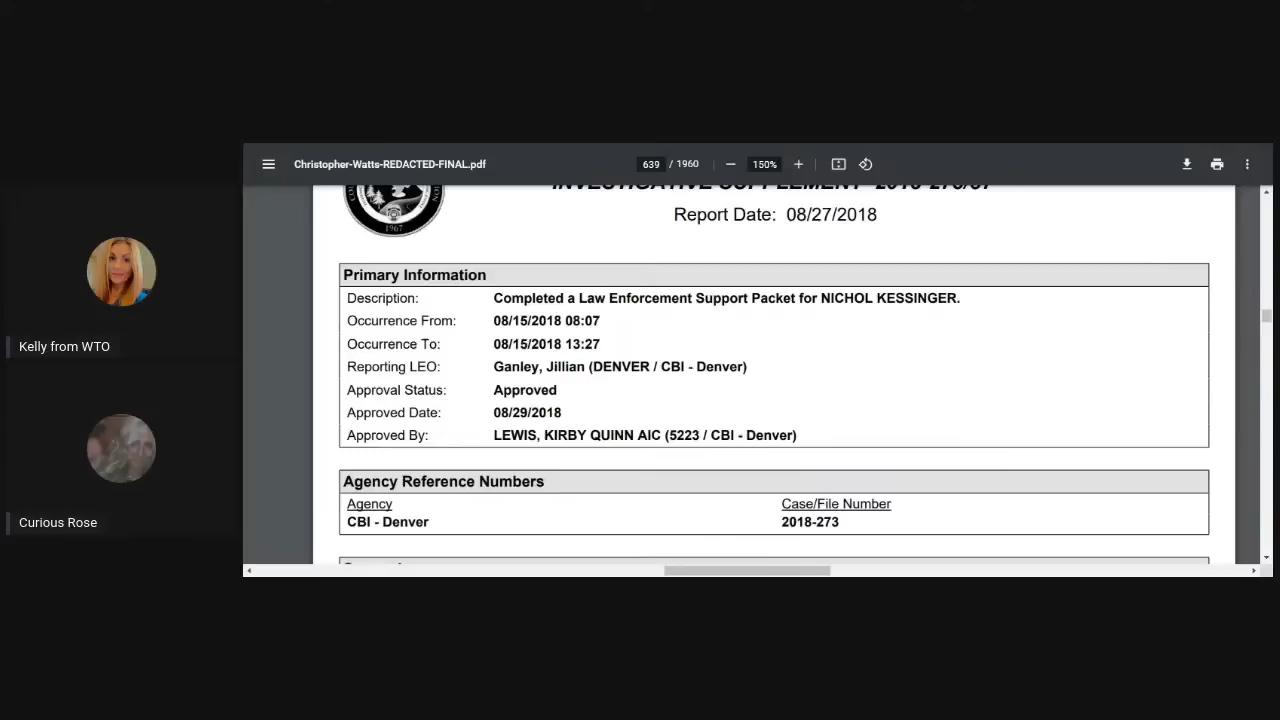 Christopher-Watts-REDACTED-FINAL.pdf
639 / 1960
150%
INVESTIGATIVE SUPPLEMENT
Report Date: 08/27/2018
1967
Primary Information
Description: Completed a Law Enforcement Support Packet for NICHOL KESSINGER.
Occurrence From: 08/15/2018 08:07
Occurrence To: 08/15/2018 13:27
Reporting LEO: Ganley, Jillian (DENVER / CBI - Denver)
Approval Status: Approved
Approved Date: 08/29/2018
Approved By: LEWIS, KIRBY QUINN AIC (5223 / CBI - Denver)
Agency Reference Numbers
Agency Case/File Number
CBI - Denver 2018-273
Kelly from WTO
Curious Rose